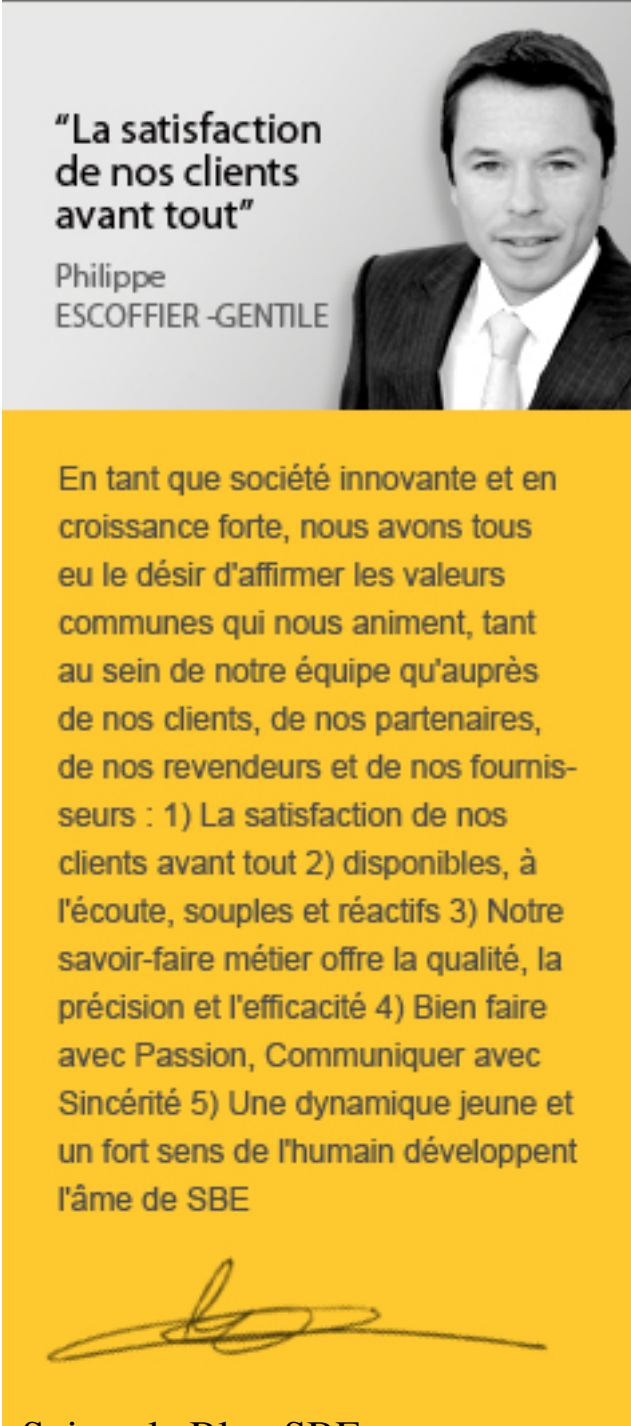 "La satisfaction
de nos clients
avant tout"
Philippe
ESCOFFIER -GENTILE
En tant que société innovante et en
croissance forte, nous avons tous
eu le désir d'affirmer les valeurs
communes qui nous animent, tant
au sein de notre équipe qu'auprès
de nos clients, de nos partenaires,
de nos revendeurs et de nos fournis-
seurs : 1) La satisfaction de nos
clients avant tout 2) disponibles, à
l'écoute, souples et réactifs 3) Notre
savoir-faire métier offre la qualité, la
précision et l'efficacité 4) Bien faire
avec Passion, Communiquer avec
Sincérité 5) Une dynamique jeune et
un fort sens de l'humain développent
l'âme de SBE